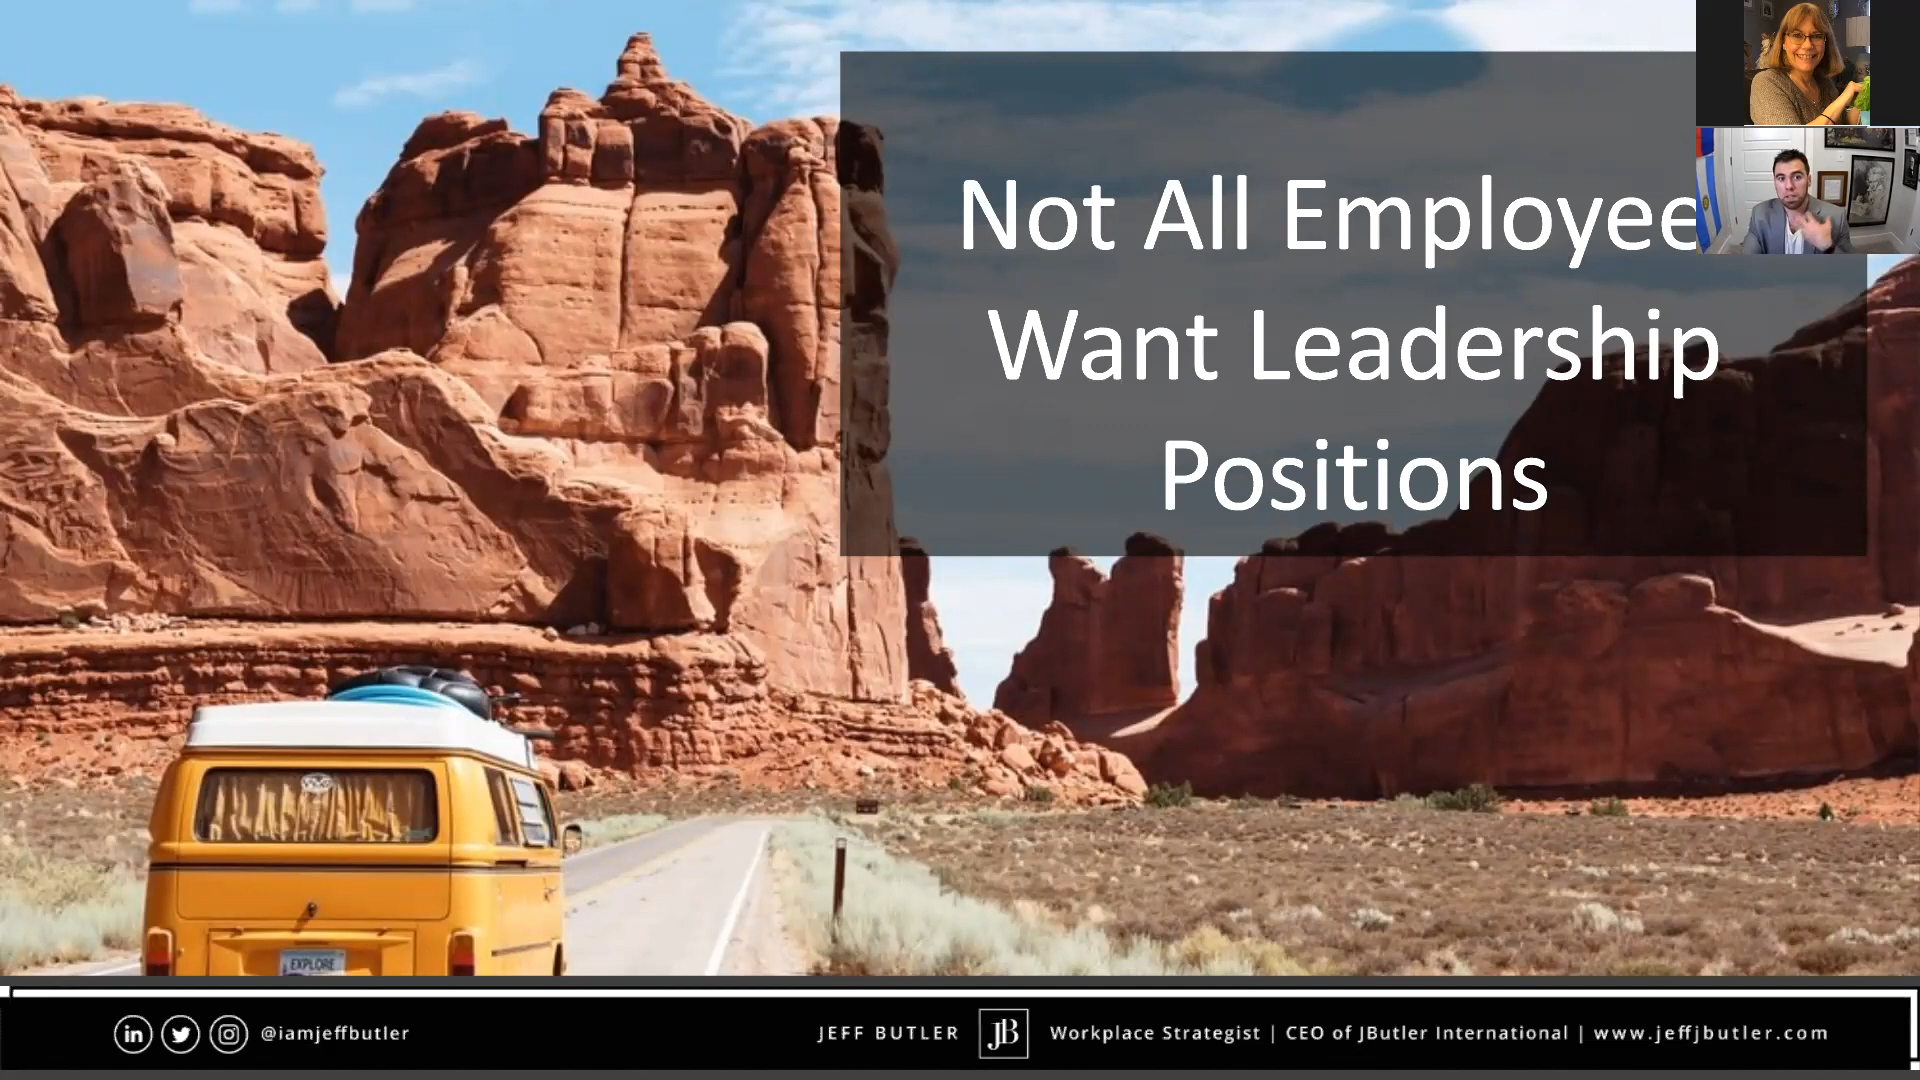 Not All Employee
Want Leadership
Positions
EXPLORE
@iamjeffbutler
JEFF BUTLER
JB
Workplace Strategist | CEO of JButler International | www.jeffjbutler.com
in